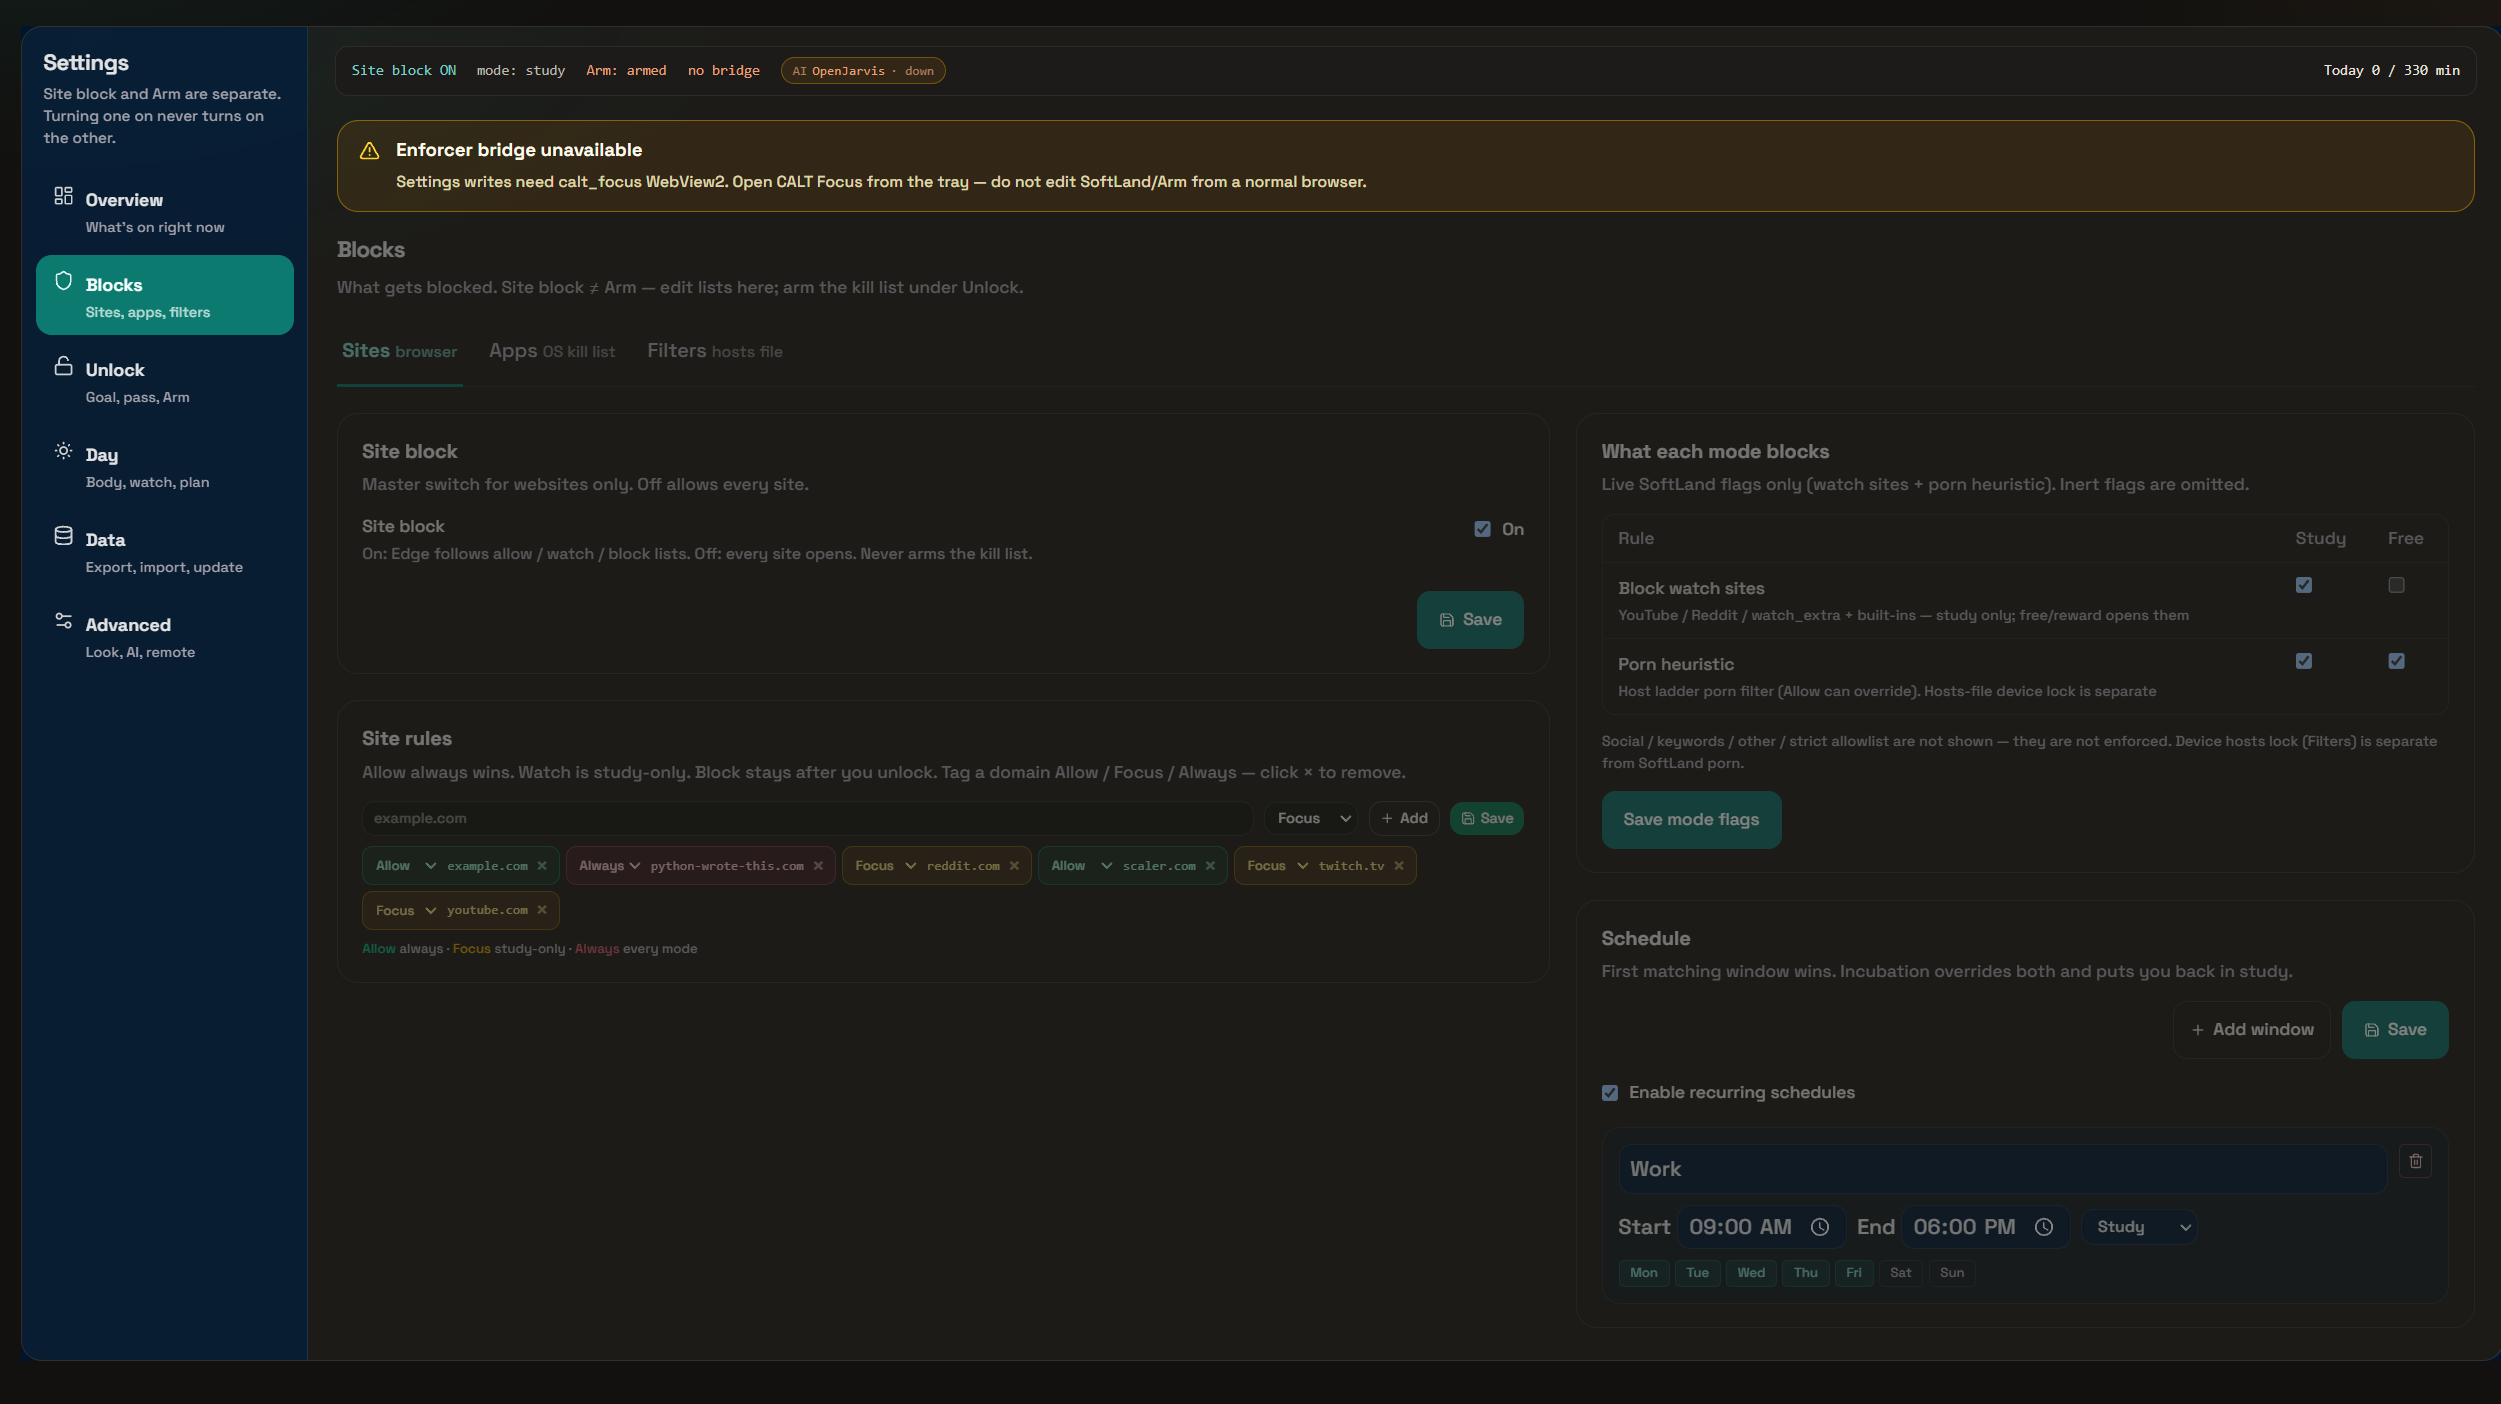 Settings
Site block and Arm are separate.
Turning one on never turns on
the other.
Overview
What's on right now
Blocks
Sites, apps, filters
Unlock
Goal, pass, Arm
Day
Body, watch, plan
Data
Export, import, update
Advanced
Look, AI, remote
Site block ON mode: study Arm: armed no bridge AI OpenJarvis · down Today 0 / 330 min
Enforcer bridge unavailable
Settings writes need calt_focus WebView2. Open CALT Focus from the tray — do not edit SoftLand/Arm from a normal browser.
Blocks
What gets blocked. Site block ≠ Arm — edit lists here; arm the kill list under Unlock.
Sites browser Apps OS kill list Filters hosts file
Site block
Master switch for websites only. Off allows every site.
Site block
On
On: Edge follows allow / watch / block lists. Off: every site opens. Never arms the kill list.
Save
Site rules
Allow always wins. Watch is study-only. Block stays after you unlock. Tag a domain Allow / Focus / Always — click × to remove.
example.com Focus + Add Save
Allow example.com × Always python-wrote-this.com × Focus reddit.com × Allow scaler.com × Focus twitch.tv ×
Focus youtube.com ×
Allow always · Focus study-only · Always every mode
What each mode blocks
Live SoftLand flags only (watch sites + porn heuristic). Inert flags are omitted.
Rule Study Free
Block watch sites
YouTube / Reddit / watch_extra + built-ins — study only; free/reward opens them
Porn heuristic
Host ladder porn filter (Allow can override). Hosts-file device lock is separate
Social / keywords / other / strict allowlist are not shown — they are not enforced. Device hosts lock (Filters) is separate
from SoftLand porn.
Save mode flags
Schedule
First matching window wins. Incubation overrides both and puts you back in study.
+ Add window Save
Enable recurring schedules
Work
Start 09:00 AM End 06:00 PM Study
Mon Tue Wed Thu Fri Sat Sun